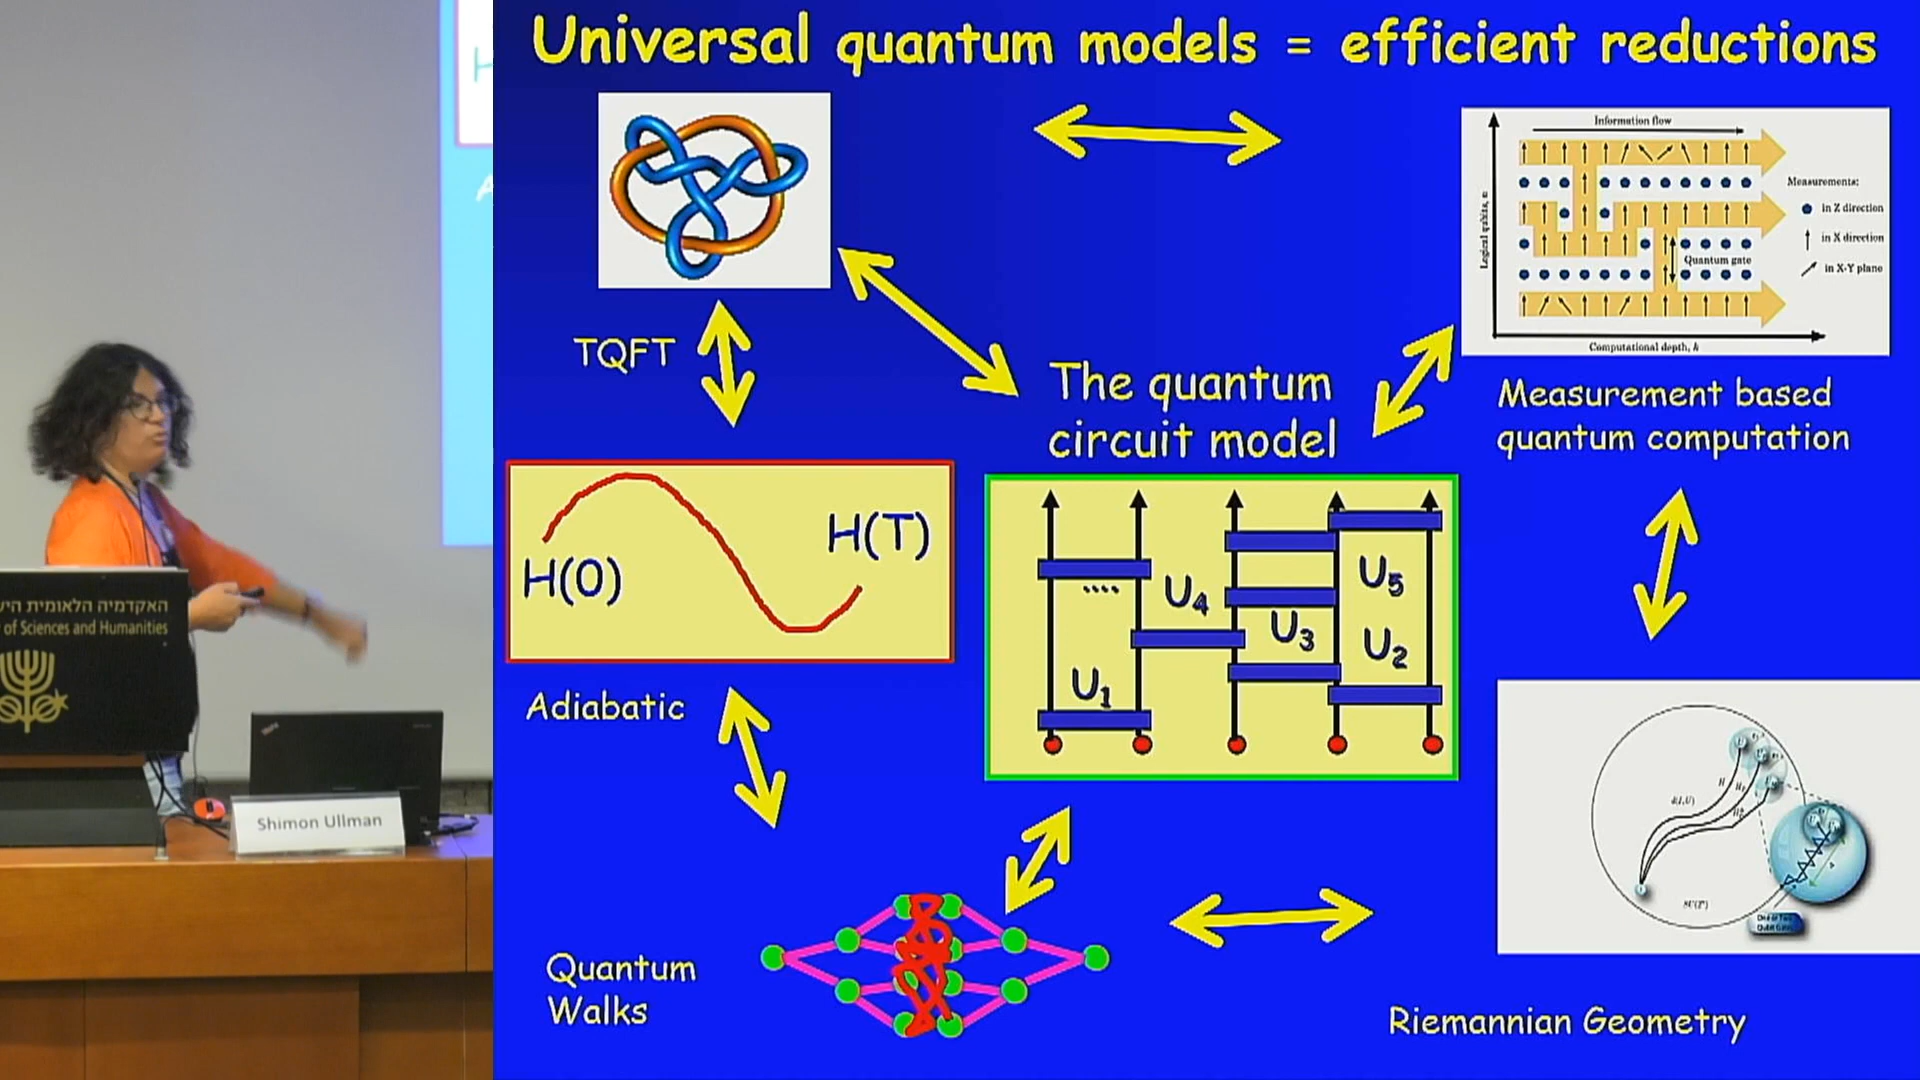 Universal quantum models = efficient reductions
Information flow
Logical qubits, n
Measurements:
in Z direction
in X direction
in X-Y plane
Quantum gate
Computational depth, k
TQFT
The quantum
circuit model
Measurement based
quantum computation
H(0)
H(T)
U5
U4
U3
U2
....
U1
Adiabatic
Quantum
Walks
Riemannian Geometry
האקדמיה הלאומית
of Sciences and Humanities
Shimon Ullman